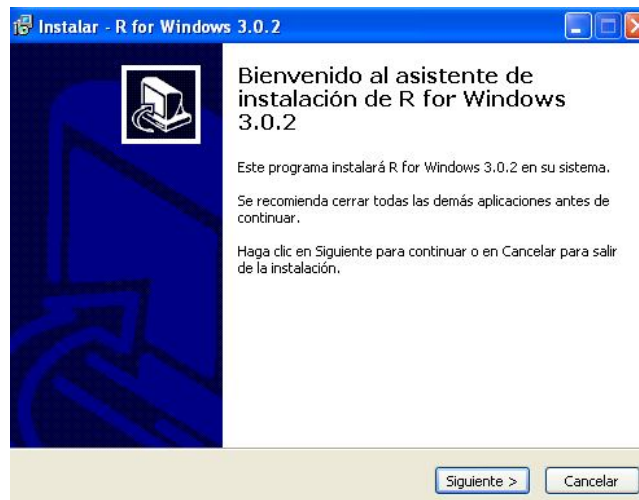 Instalar - R for Windows 3.0.2
Bienvenido al asistente de
instalación de R for Windows
3.0.2
Este programa instalará R for Windows 3.0.2 en su sistema.
Se recomienda cerrar todas las demás aplicaciones antes de
continuar.
Haga clic en Siguiente para continuar o en Cancelar para salir
de la instalación.
Siguiente >
Cancelar